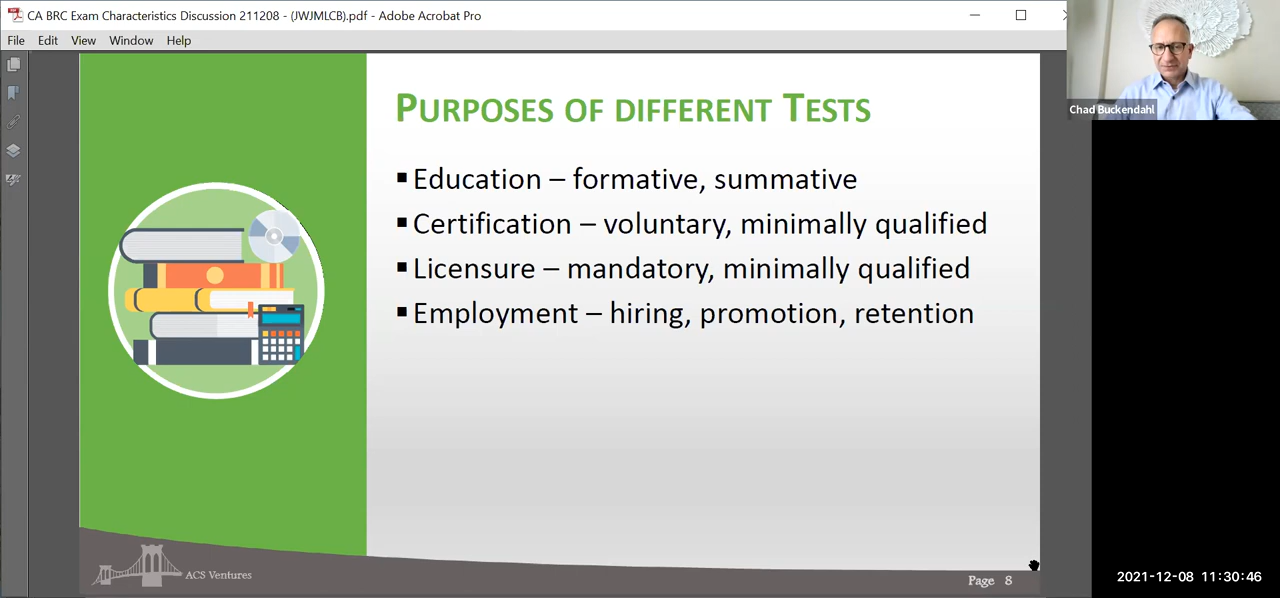 CA BRC Exam Characteristics Discussion 211208 - (JWJMLCB).pdf - Adobe Acrobat Pro
File Edit View Window Help
Chad Buckendahl
PURPOSES OF DIFFERENT TESTS
▪Education – formative, summative
▪Certification – voluntary, minimally qualified
▪Licensure – mandatory, minimally qualified
▪Employment – hiring, promotion, retention
ACS Ventures
Page 8
2021-12-08 11:30:46